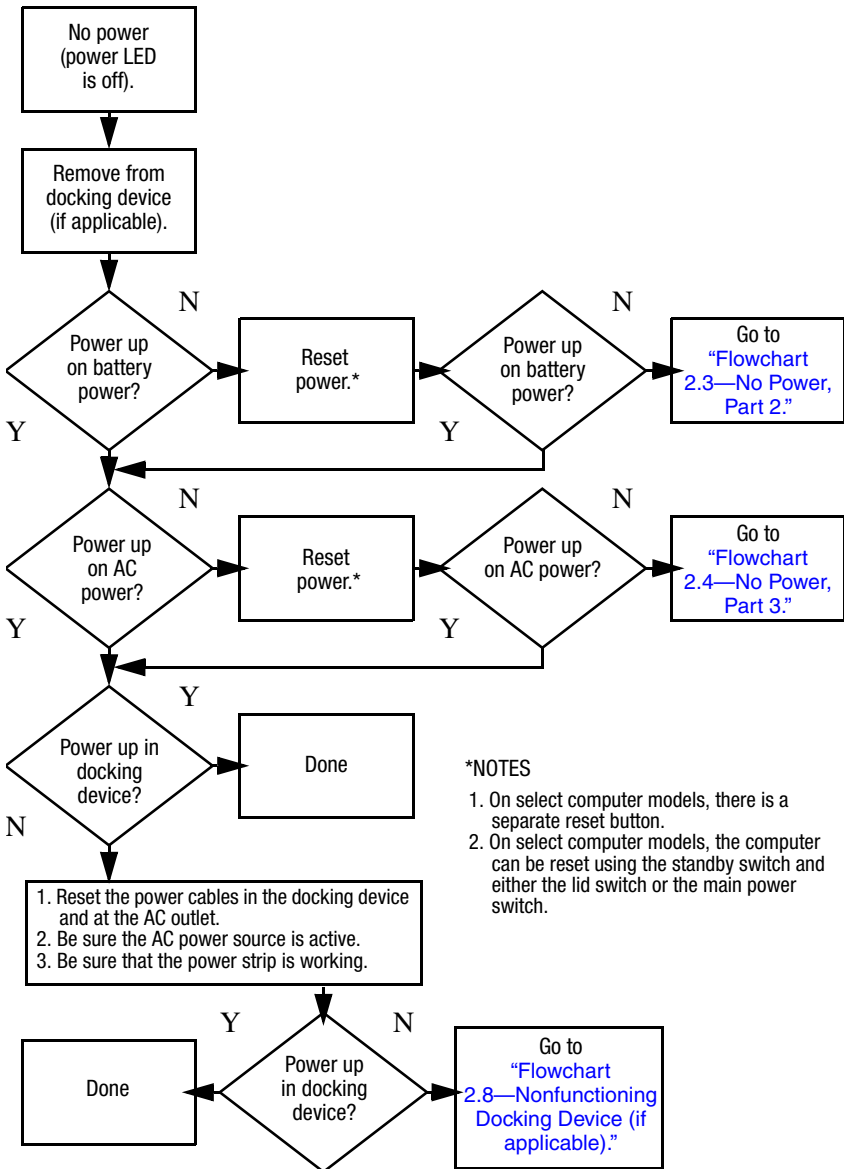 No power
(power LED
is off).
Remove from
docking device
(if applicable).
N
N
Power up
on battery
power?
Reset
power.*
Power up
on battery
power?
Go to
“Flowchart
2.3—No Power,
Part 2.”
Y
Y
N
N
Power up
on AC
power?
Reset
power.*
Power up
on AC power?
Go to
“Flowchart
2.4—No Power,
Part 3.”
Y
Y
Y
Power up in
docking
device?
Done
N
*NOTES
1. On select computer models, there is a
separate reset button.
2. On select computer models, the computer
can be reset using the standby switch and
either the lid switch or the main power
switch.
1. Reset the power cables in the docking device
and at the AC outlet.
2. Be sure the AC power source is active.
3. Be sure that the power strip is working.
Y
N
Done
Power up
in docking
device?
Go to
“Flowchart
2.8—Nonfunctioning
Docking Device (if
applicable).”